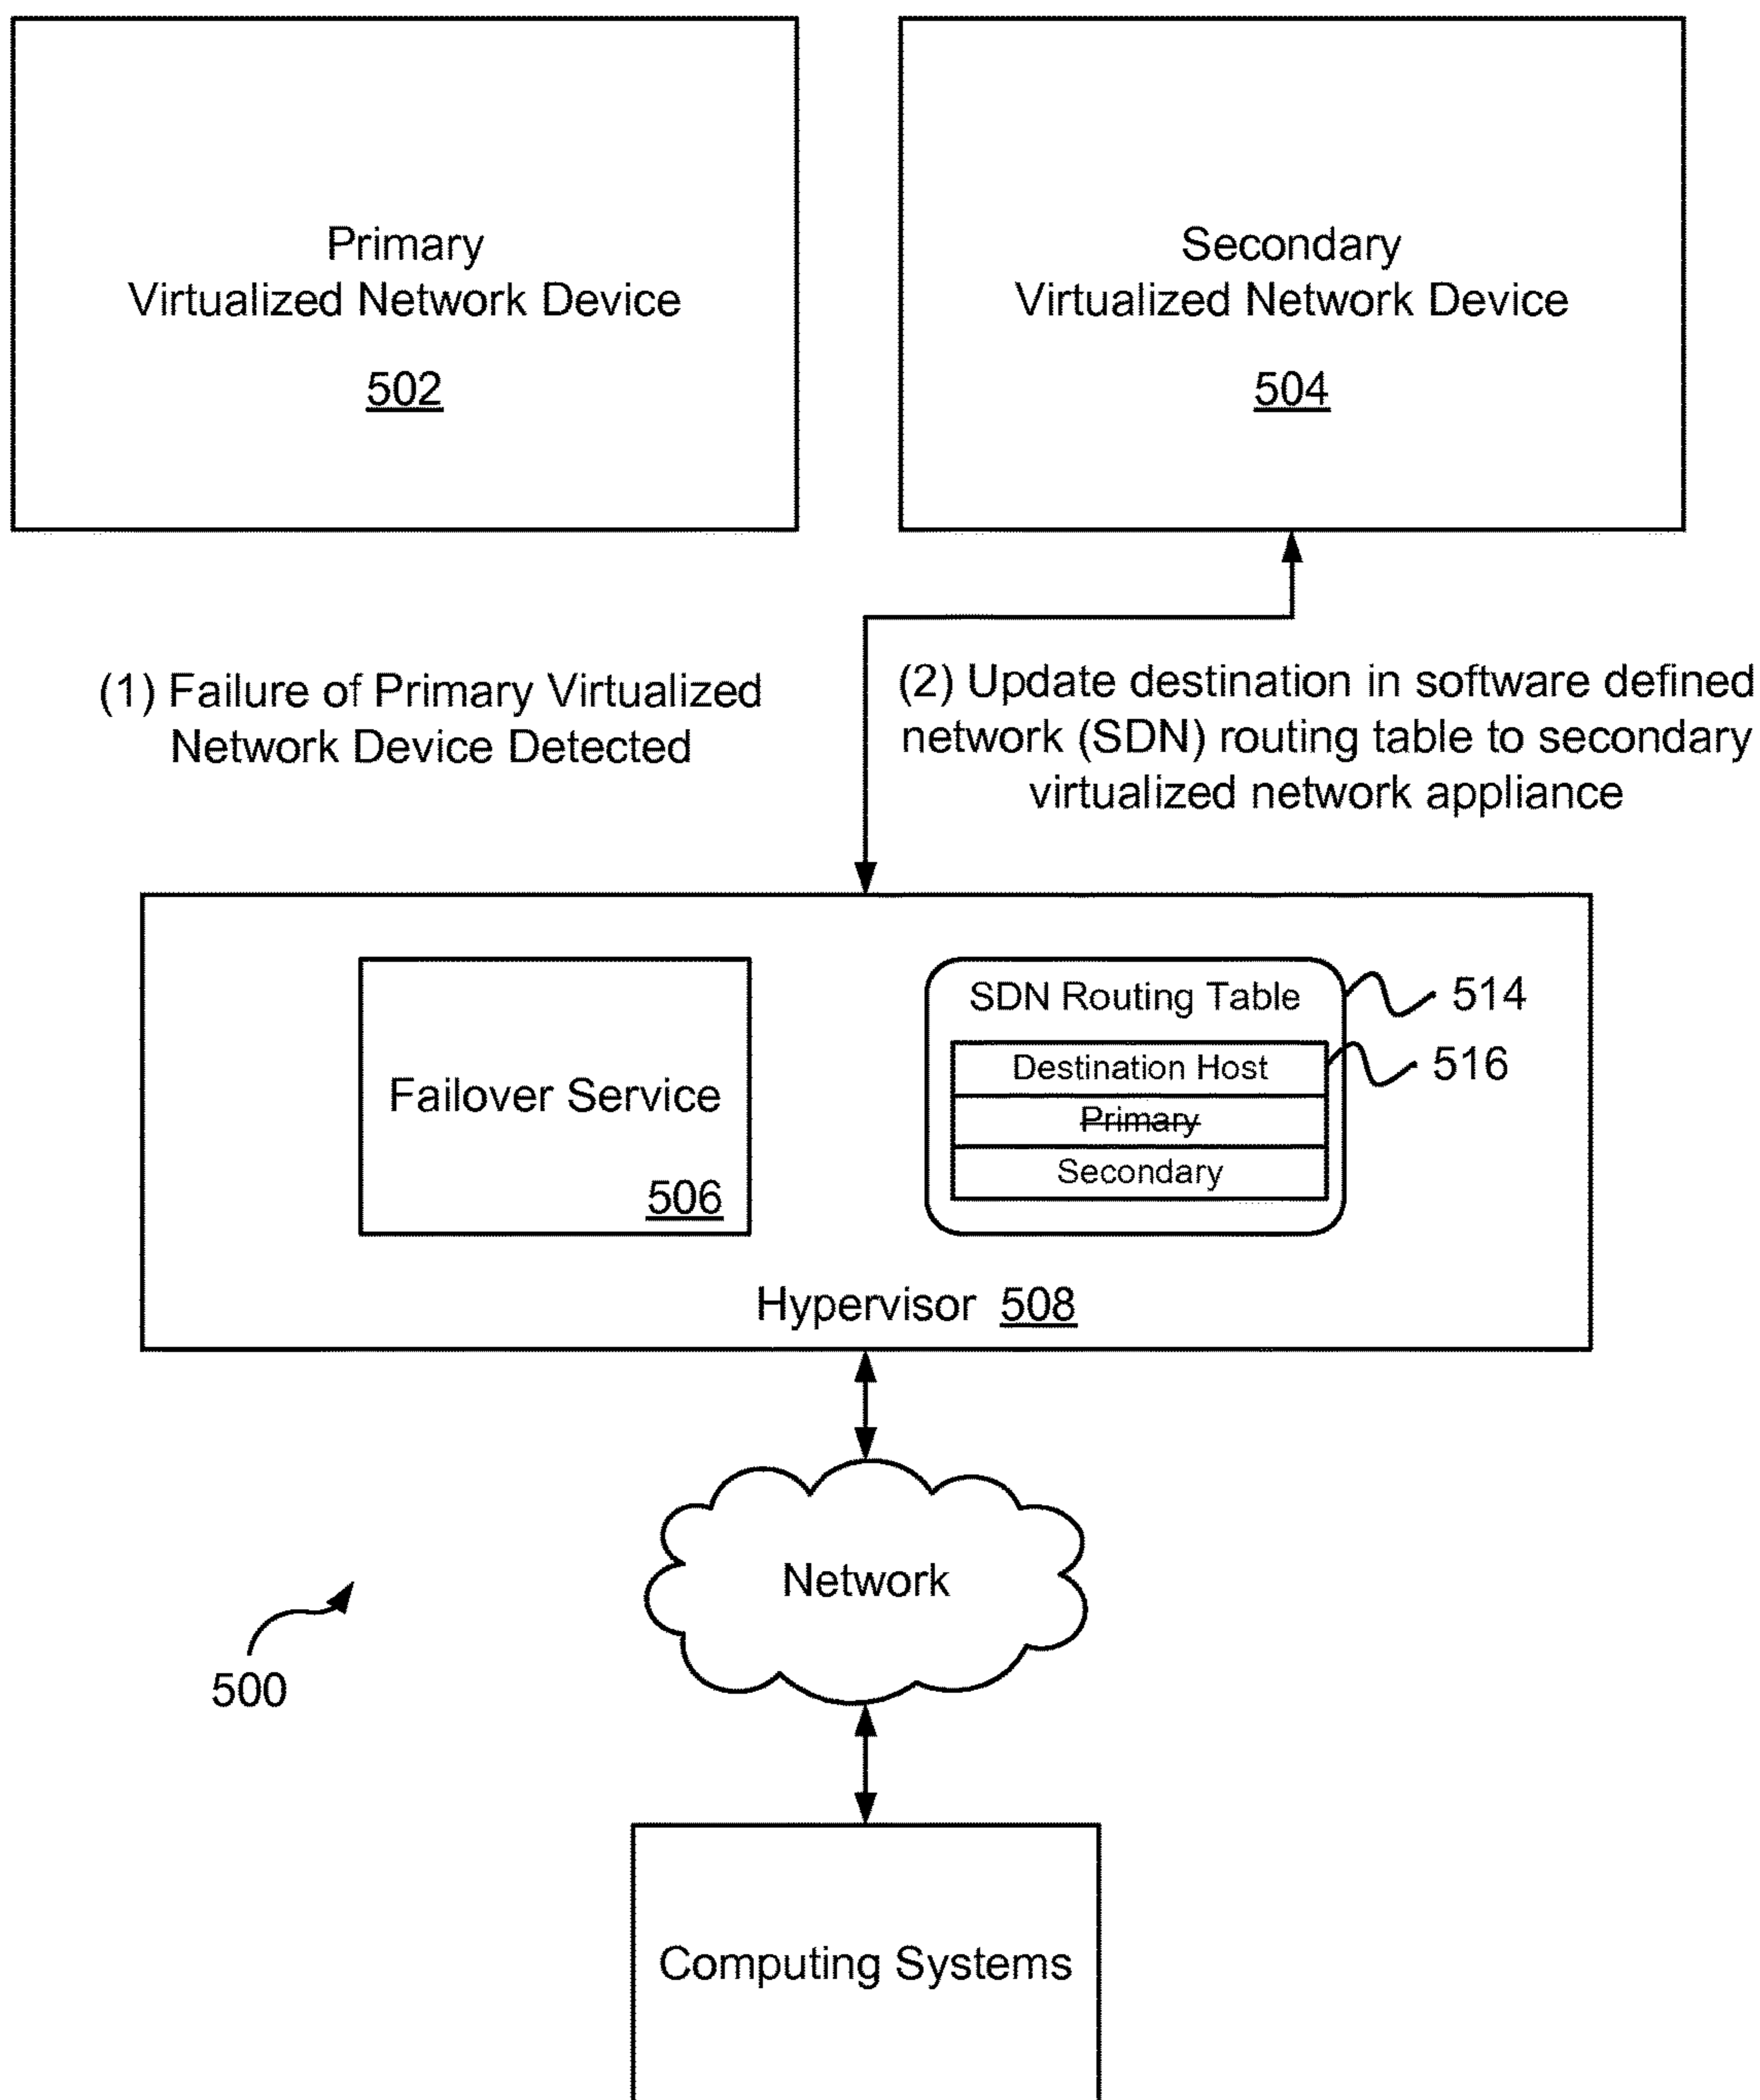 Primary
Virtualized Network Device
502
Secondary
Virtualized Network Device
504
(1) Failure of Primary Virtualized
Network Device Detected
(2) Update destination in software defined
network (SDN) routing table to secondary
virtualized network appliance
Failover Service
506
SDN Routing Table
514
Destination Host
516
Primary
Secondary
Hypervisor 508
Network
500
Computing Systems